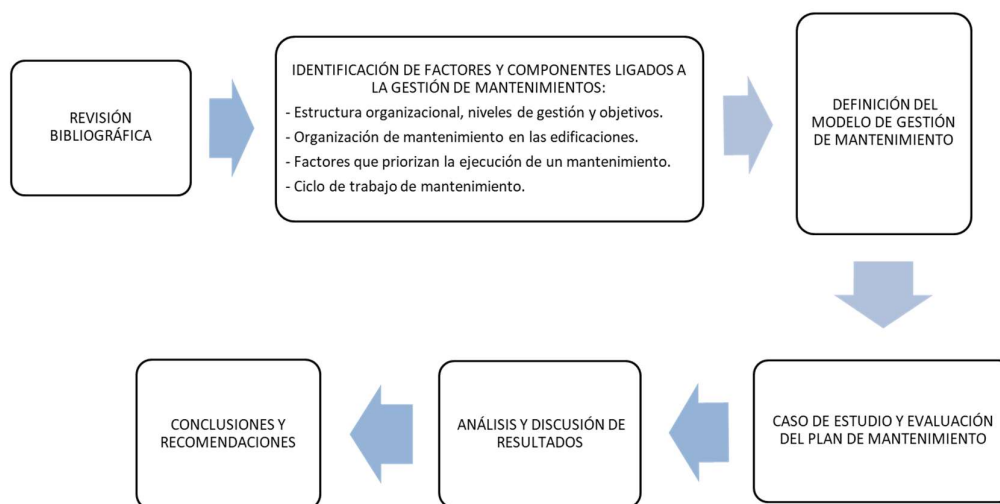 REVISIÓN
BIBLIOGRÁFICA
IDENTIFICACIÓN DE FACTORES Y COMPONENTES LIGADOS A
LA GESTIÓN DE MANTENIMIENTOS:
- Estructura organizacional, niveles de gestión y objetivos.
- Organización de mantenimiento en las edificaciones.
- Factores que priorizan la ejecución de un mantenimiento.
- Ciclo de trabajo de mantenimiento.
DEFINICIÓN DEL
MODELO DE GESTIÓN
DE MANTENIMIENTO
CASO DE ESTUDIO Y EVALUACIÓN
DEL PLAN DE MANTENIMIENTO
ANÁLISIS Y DISCUSIÓN DE
RESULTADOS
CONCLUSIONES Y
RECOMENDACIONES